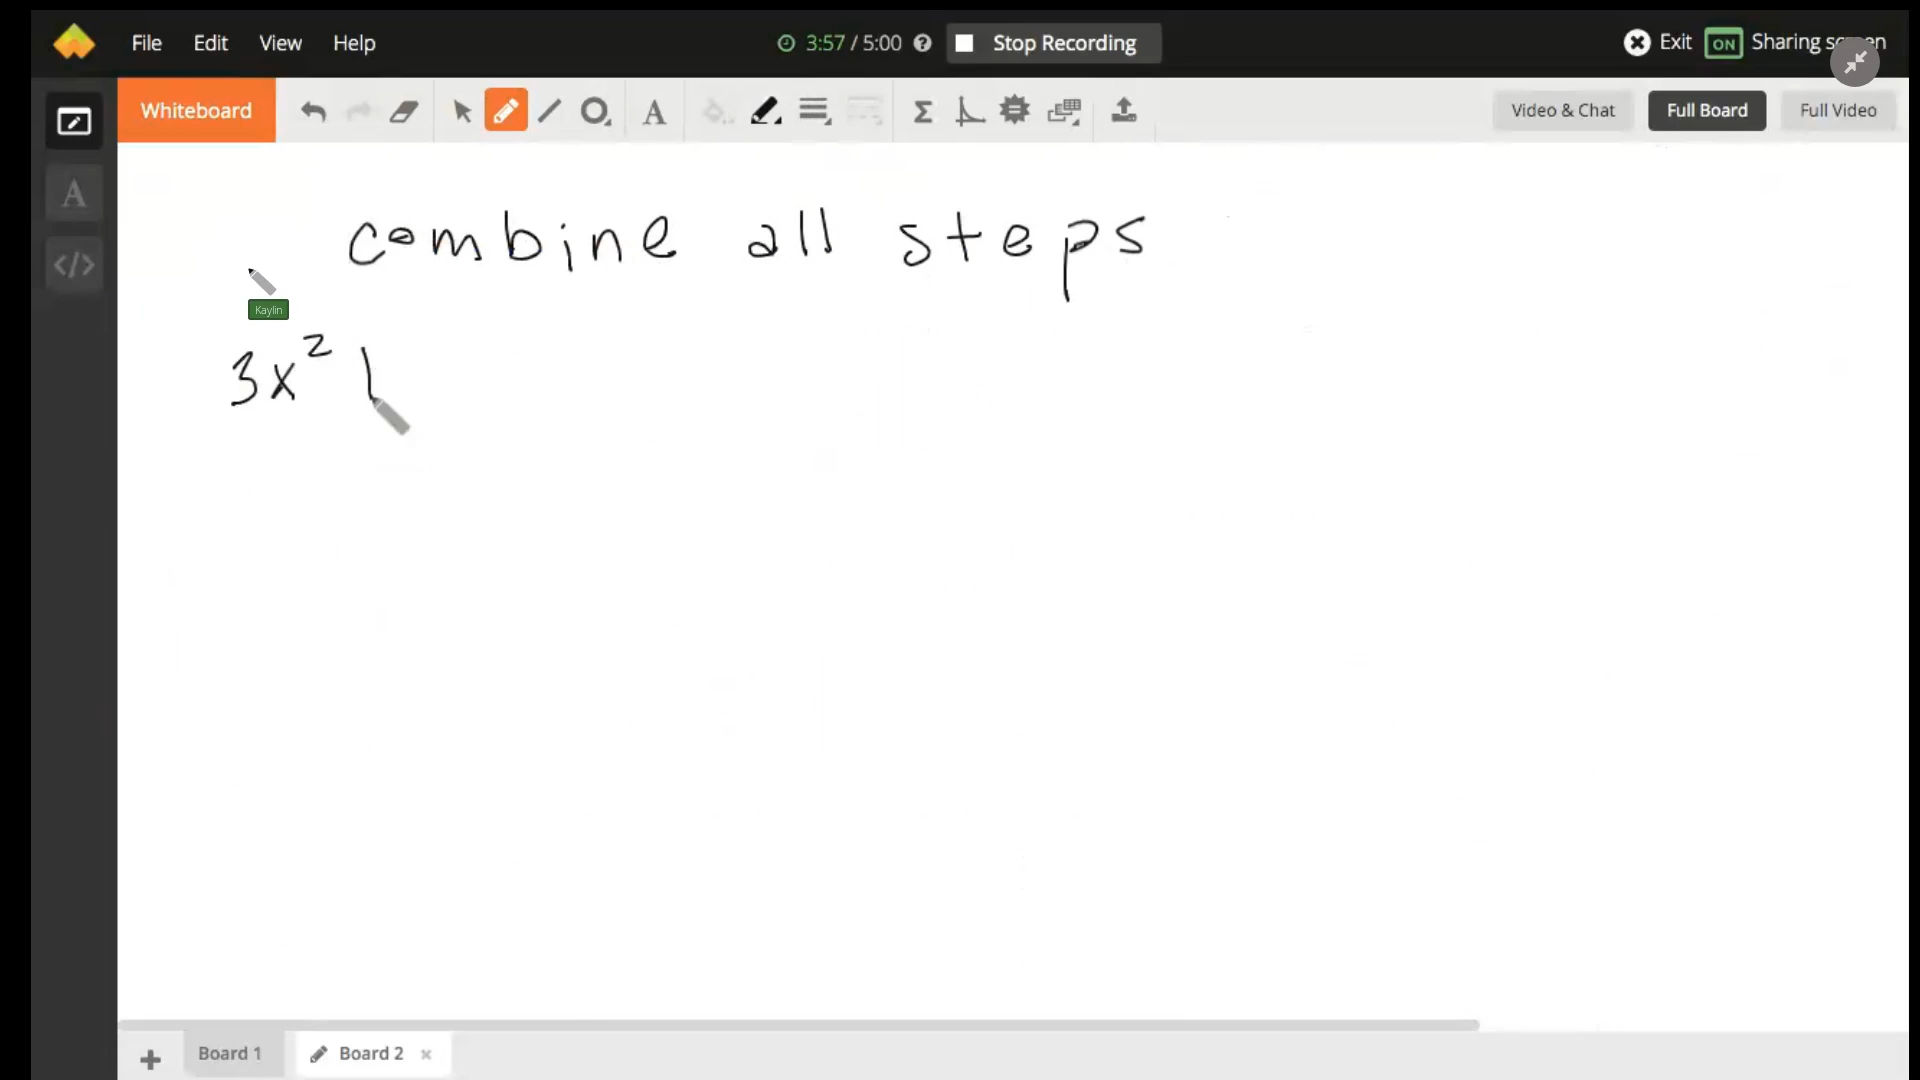 File Edit View Help 3:57 / 5:00 ? Stop Recording Exit ON Sharing
Whiteboard A Σ Video & Chat Full Board Full Video
A
</>
combine all steps
Kaylin
3x²
+ Board 1 Board 2 ×